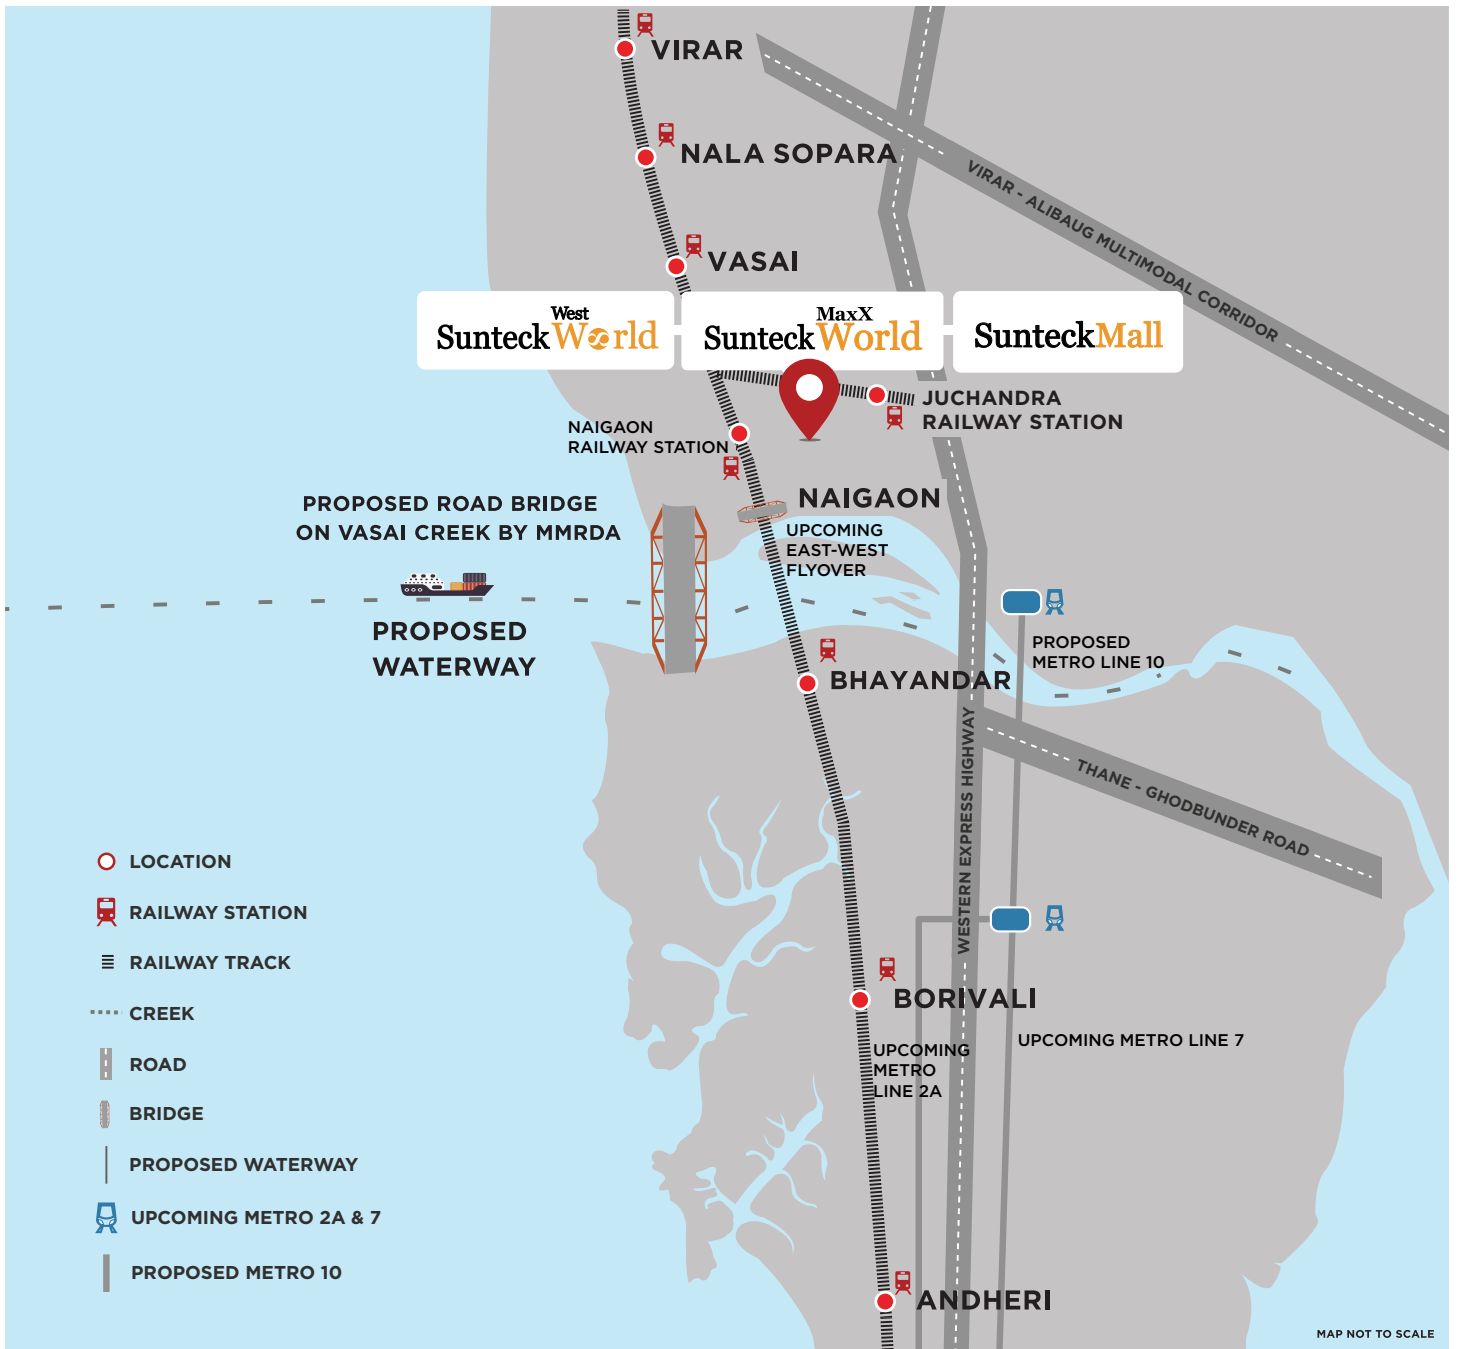 VIRAR
NALA SOPARA
VIRAR - ALIBAUG MULTIMODAL CORRIDOR
VASAI
West
Sunteck World
MaxX
Sunteck World
SunteckMall
JUCHANDRA
RAILWAY STATION
NAIGAON
RAILWAY STATION
NAIGAON
PROPOSED ROAD BRIDGE
ON VASAI CREEK BY MMRDA
UPCOMING
EAST-WEST
FLYOVER
PROPOSED
WATERWAY
PROPOSED
METRO LINE 10
BHAYANDAR
WESTERN EXPRESS HIGHWAY
THANE - GHODBUNDER ROAD
BORIVALI
UPCOMING
METRO
LINE 2A
UPCOMING METRO LINE 7
ANDHERI
LOCATION
RAILWAY STATION
RAILWAY TRACK
CREEK
ROAD
BRIDGE
PROPOSED WATERWAY
UPCOMING METRO 2A & 7
PROPOSED METRO 10
MAP NOT TO SCALE